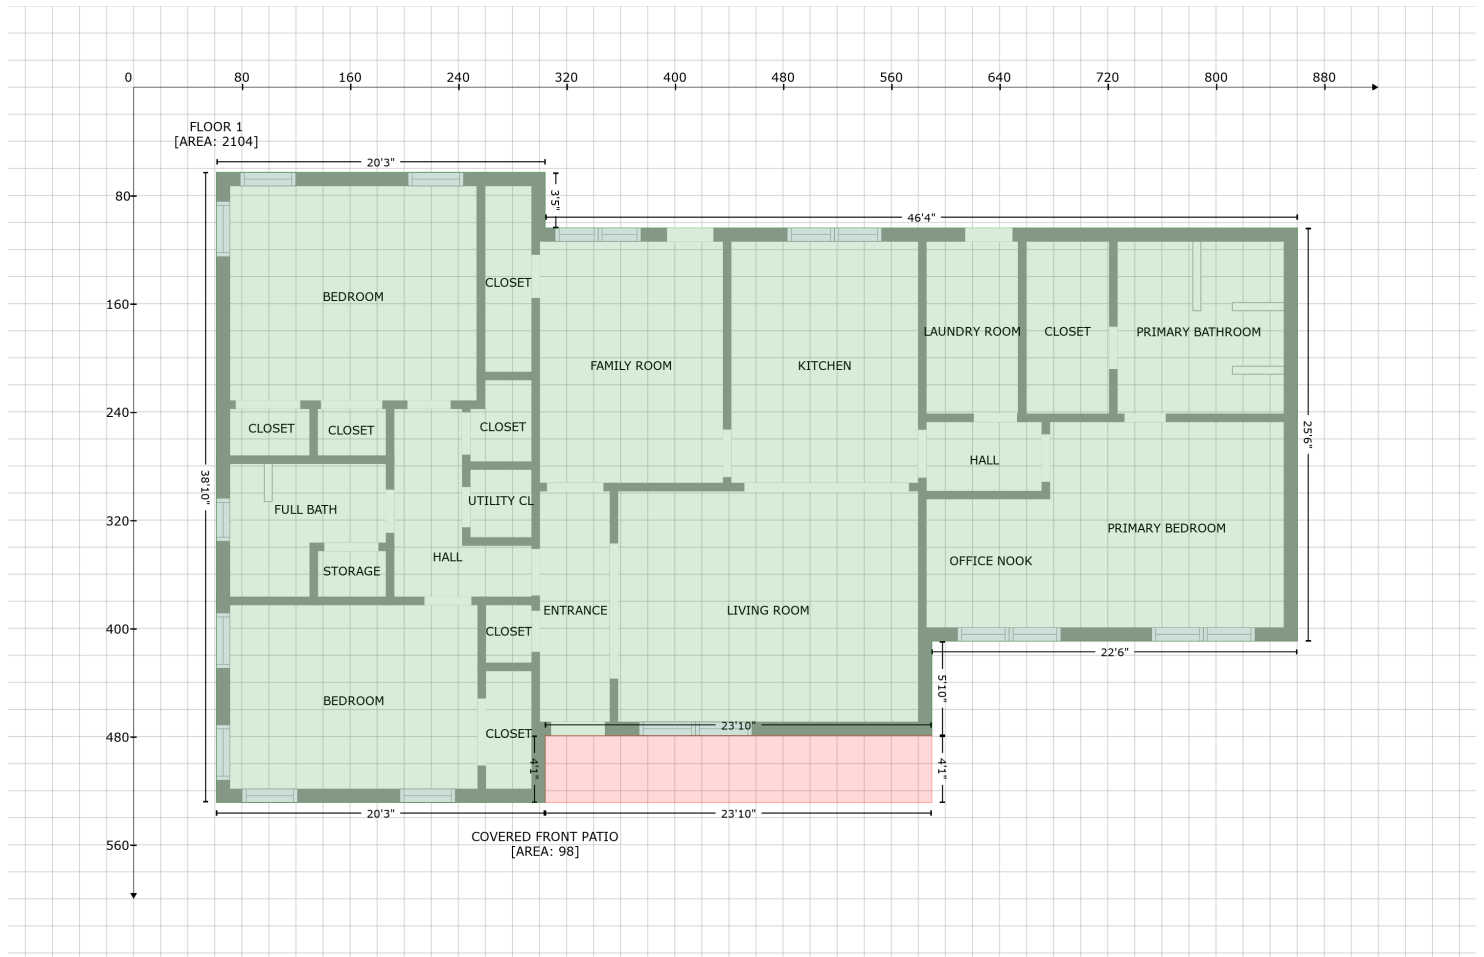 0 80 160 240 320 400 480 560 640 720 800 880
FLOOR 1
[AREA: 2104]
20'3"
3'5"
80
46'4"
CLOSET
BEDROOM
160
LAUNDRY ROOM
CLOSET
PRIMARY BATHROOM
FAMILY ROOM
KITCHEN
240
CLOSET
CLOSET
CLOSET
25'6"
HALL
38'10"
UTILITY CL
FULL BATH
320
PRIMARY BEDROOM
HALL
OFFICE NOOK
STORAGE
ENTRANCE
LIVING ROOM
400
CLOSET
22'6"
5'10"
BEDROOM
23'10"
CLOSET
480
4'1"
4'1"
20'3"
23'10"
COVERED FRONT PATIO
[AREA: 98]
560